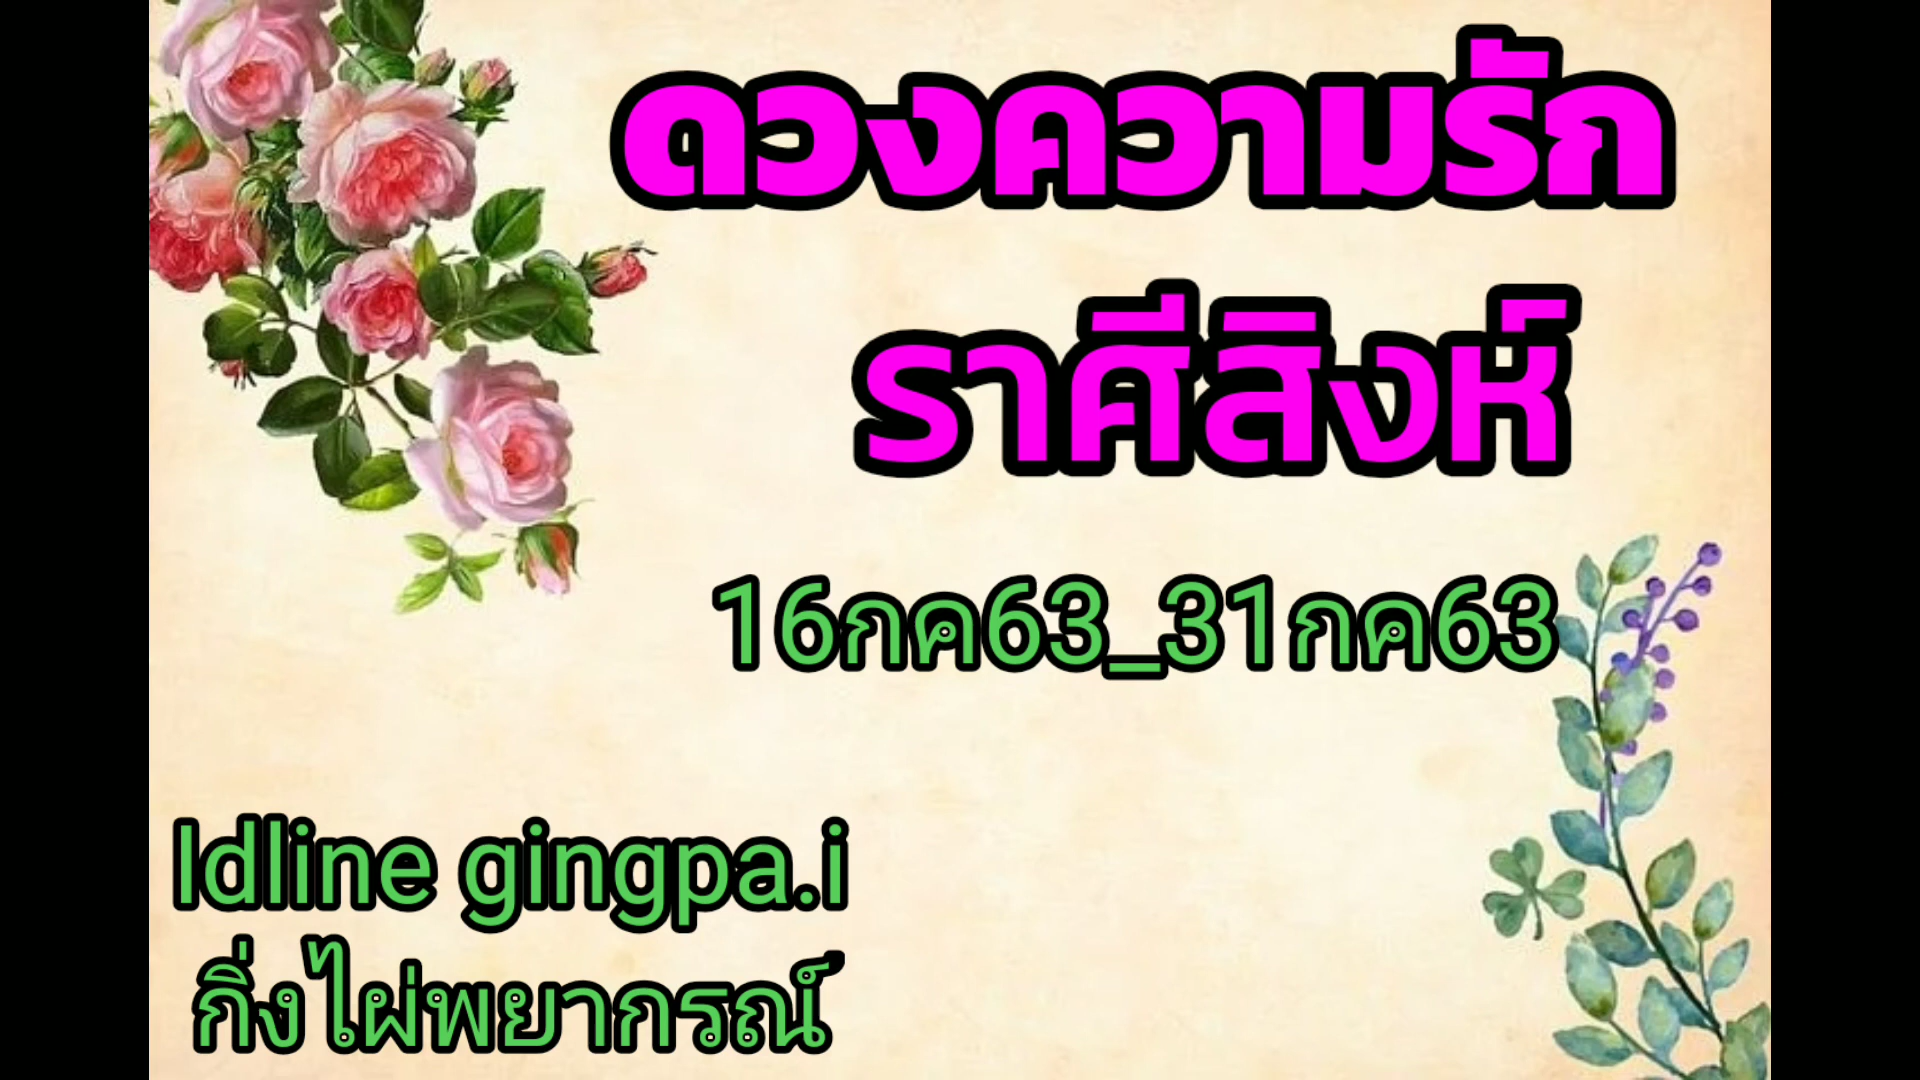 ดวงความรัก
ราศีสิงห์
16กค63_31กค63
Idline gingpa.i
กิ่งไผ่พยากรณ์